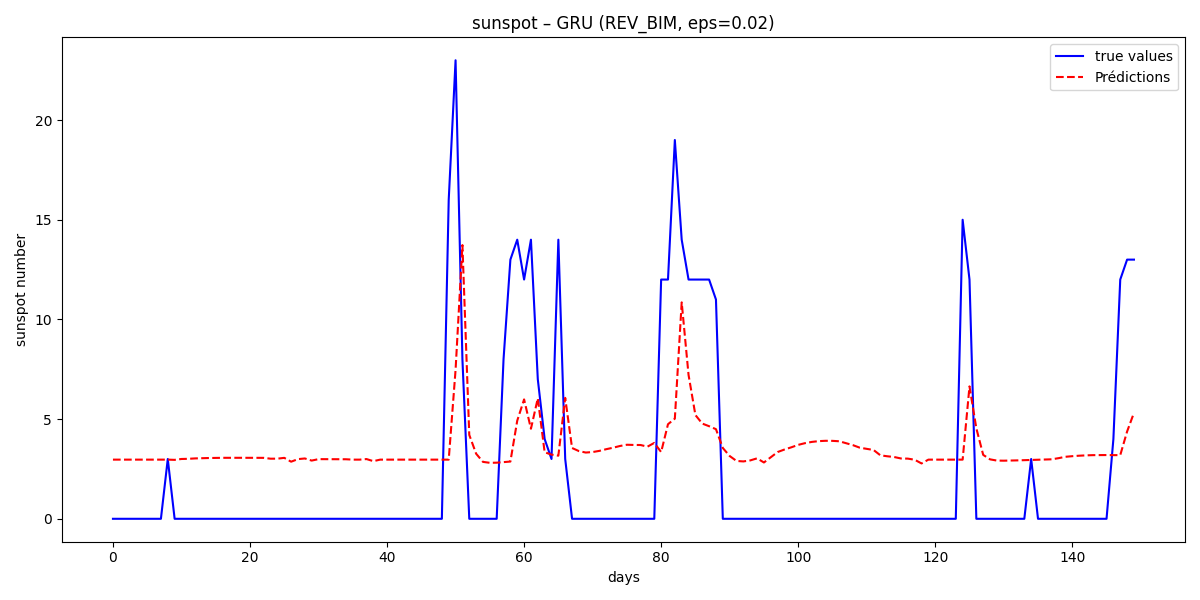 sunspot – GRU (REV_BIM, eps=0.02)
true values
Prédictions
sunspot number
20
15
10
5
0
0 20 40 60 80 100 120 140
days